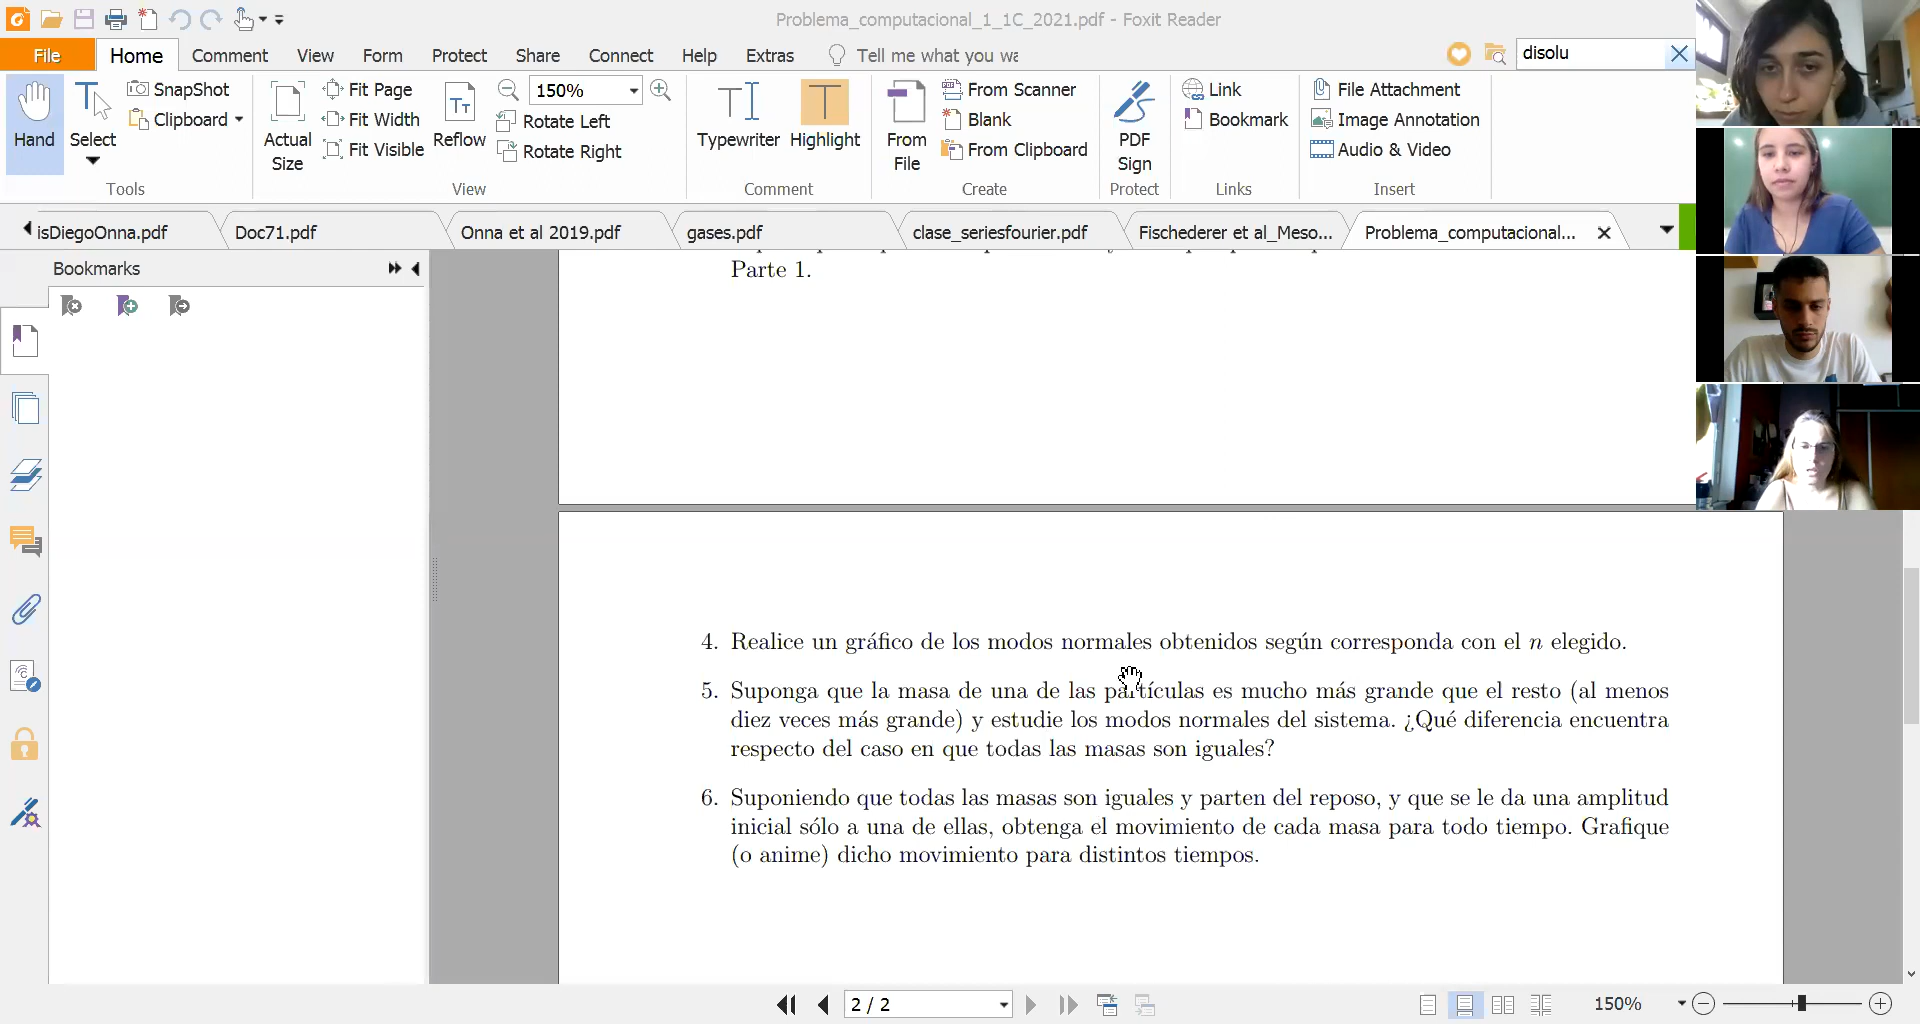 Problema_computacional_1_1C_2021.pdf - Foxit Reader
File Home Comment View Form Protect Share Connect Help Extras Tell me what you wa disolu
Hand Select SnapShot Clipboard
Tools
Actual Size Fit Page Fit Width Fit Visible Reflow 150% Rotate Left Rotate Right
View
Typewriter Highlight
Comment
From File From Scanner Blank From Clipboard
Create
PDF Sign
Protect
Link Bookmark
Links
File Attachment Image Annotation Audio & Video
Insert
isDiegoOnna.pdf Doc71.pdf Onna et al 2019.pdf gases.pdf clase_seriesfourier.pdf Fischederer et al_Meso... Problema_computacional...
Bookmarks
Parte 1.
4. Realice un gráfico de los modos normales obtenidos según corresponda con el n elegido.
5. Suponga que la masa de una de las partículas es mucho más grande que el resto (al menos
diez veces más grande) y estudie los modos normales del sistema. ¿Qué diferencia encuentra
respecto del caso en que todas las masas son iguales?
6. Suponiendo que todas las masas son iguales y parten del reposo, y que se le da una amplitud
inicial sólo a una de ellas, obtenga el movimiento de cada masa para todo tiempo. Grafique
(o anime) dicho movimiento para distintos tiempos.
2 / 2 150%